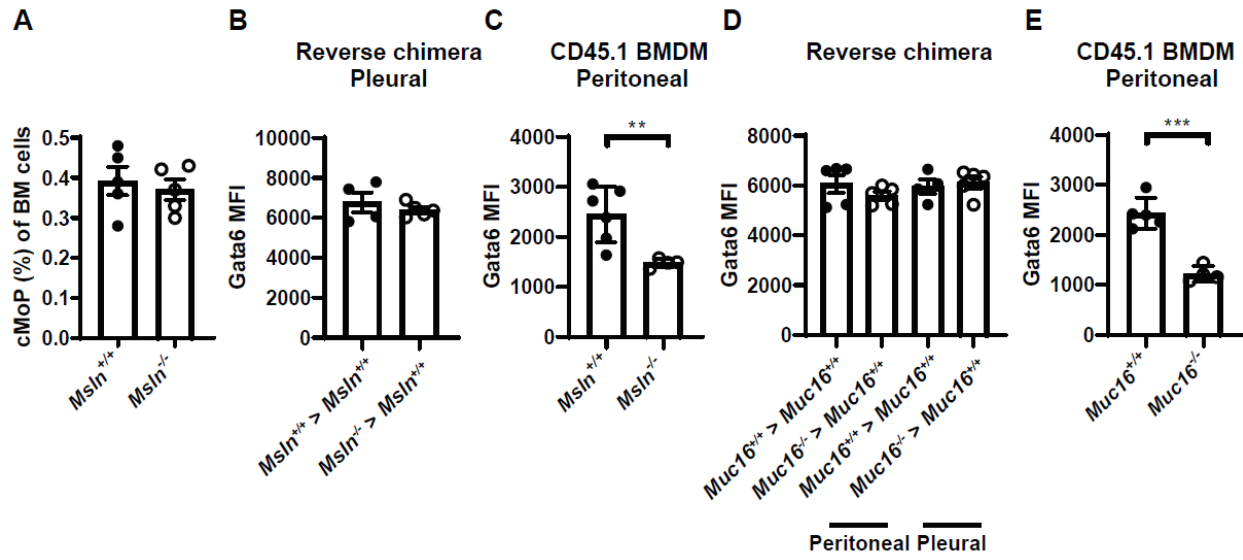 A
cMoP (%) of BM cells
0.5
0.4
0.3
0.2
0.1
0.0
Msln+/+
Msln-/-
B
Reverse chimera
Pleural
Gata6 MFI
10000
8000
6000
4000
2000
0
Msln+/+ > Msln+/+
Msln-/- > Msln+/+
C
CD45.1 BMDM
Peritoneal
Gata6 MFI
4000
3000
2000
1000
0
**
Msln+/+
Msln-/-
D
Reverse chimera
Gata6 MFI
8000
6000
4000
2000
0
Muc16+/+ > Muc16+/+
Muc16-/- > Muc16+/+
Muc16+/+ > Muc16+/+
Muc16-/- > Muc16+/+
Peritoneal Pleural
E
CD45.1 BMDM
Peritoneal
Gata6 MFI
4000
3000
2000
1000
0
***
Muc16+/+
Muc16-/-